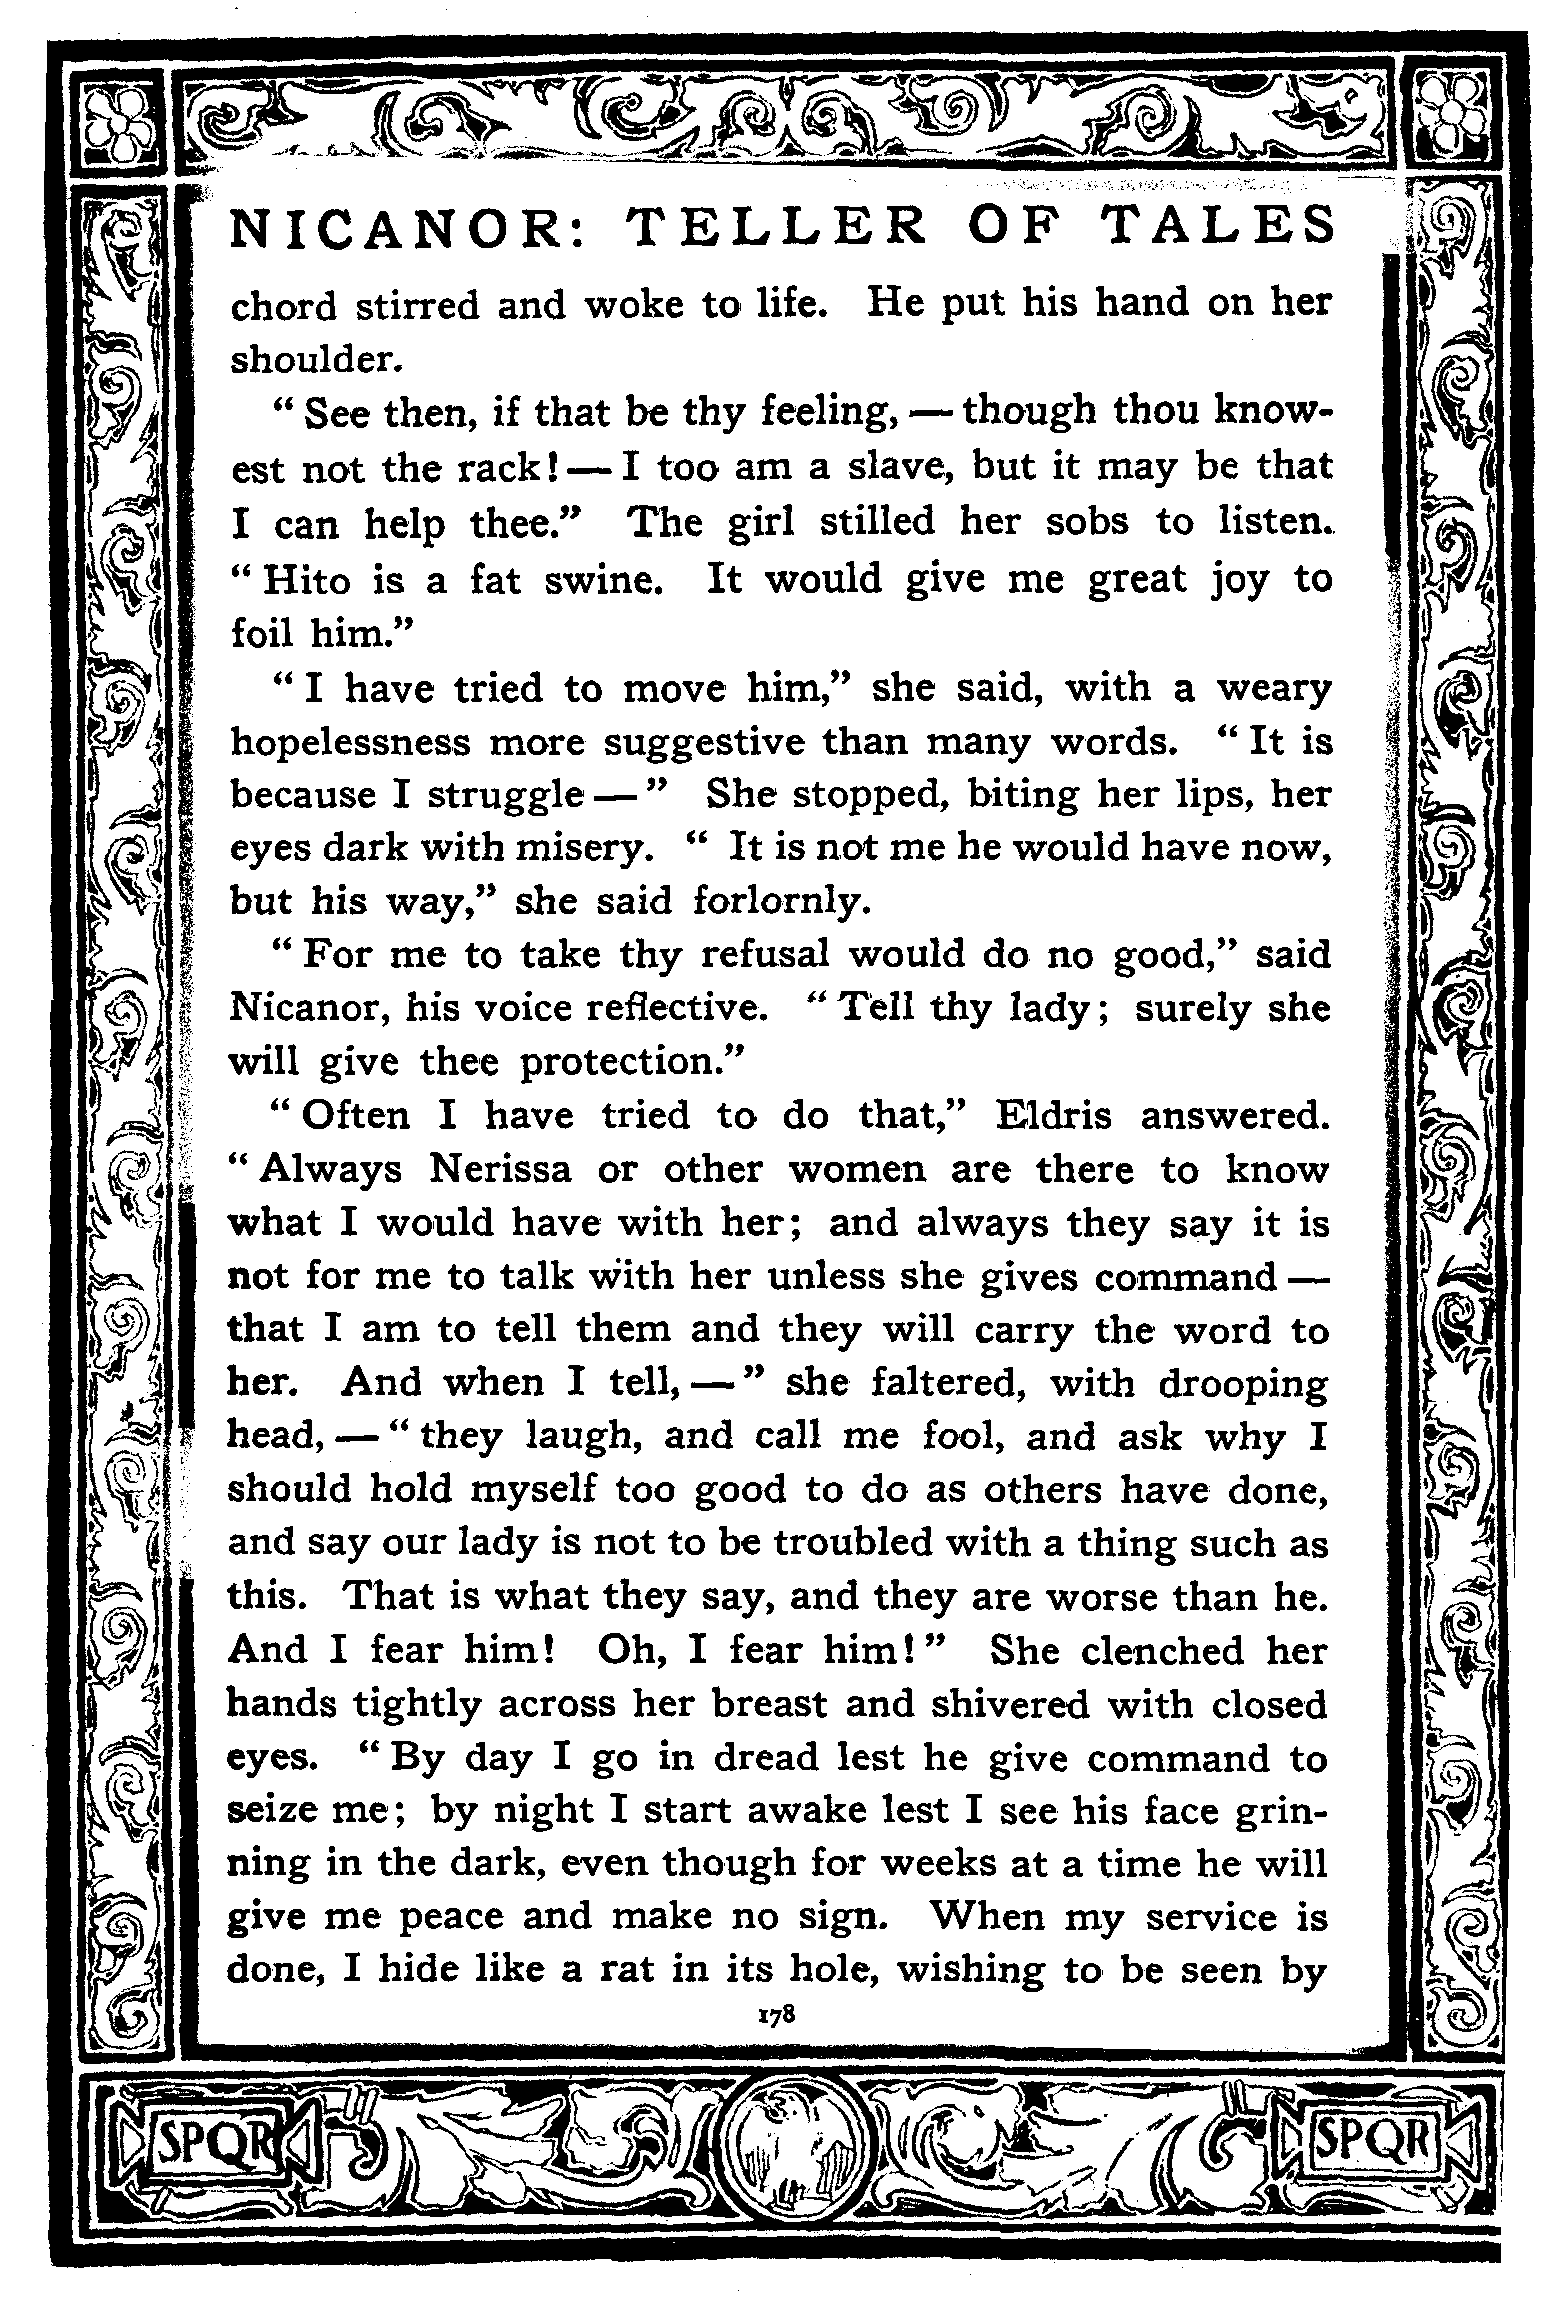 NICANOR: TELLER OF TALES
chord stirred and woke to life. He put his hand on her
shoulder.
“ See then, if that be thy feeling, — though thou know-
est not the rack! — I too am a slave, but it may be that
I can help thee.” The girl stilled her sobs to listen.
“ Hito is a fat swine. It would give me great joy to
foil him.”
“ I have tried to move him,” she said, with a weary
hopelessness more suggestive than many words. “ It is
because I struggle — ” She stopped, biting her lips, her
eyes dark with misery. “ It is not me he would have now,
but his way,” she said forlornly.
“ For me to take thy refusal would do no good,” said
Nicanor, his voice reflective. “ Tell thy lady; surely she
will give thee protection.”
“ Often I have tried to do that,” Eldris answered.
“ Always Nerissa or other women are there to know
what I would have with her; and always they say it is
not for me to talk with her unless she gives command —
that I am to tell them and they will carry the word to
her. And when I tell, — ” she faltered, with drooping
head, — “ they laugh, and call me fool, and ask why I
should hold myself too good to do as others have done,
and say our lady is not to be troubled with a thing such as
this. That is what they say, and they are worse than he.
And I fear him! Oh, I fear him! ” She clenched her
hands tightly across her breast and shivered with closed
eyes. “ By day I go in dread lest he give command to
seize me; by night I start awake lest I see his face grin-
ning in the dark, even though for weeks at a time he will
give me peace and make no sign. When my service is
done, I hide like a rat in its hole, wishing to be seen by
178
SPQR SPQR